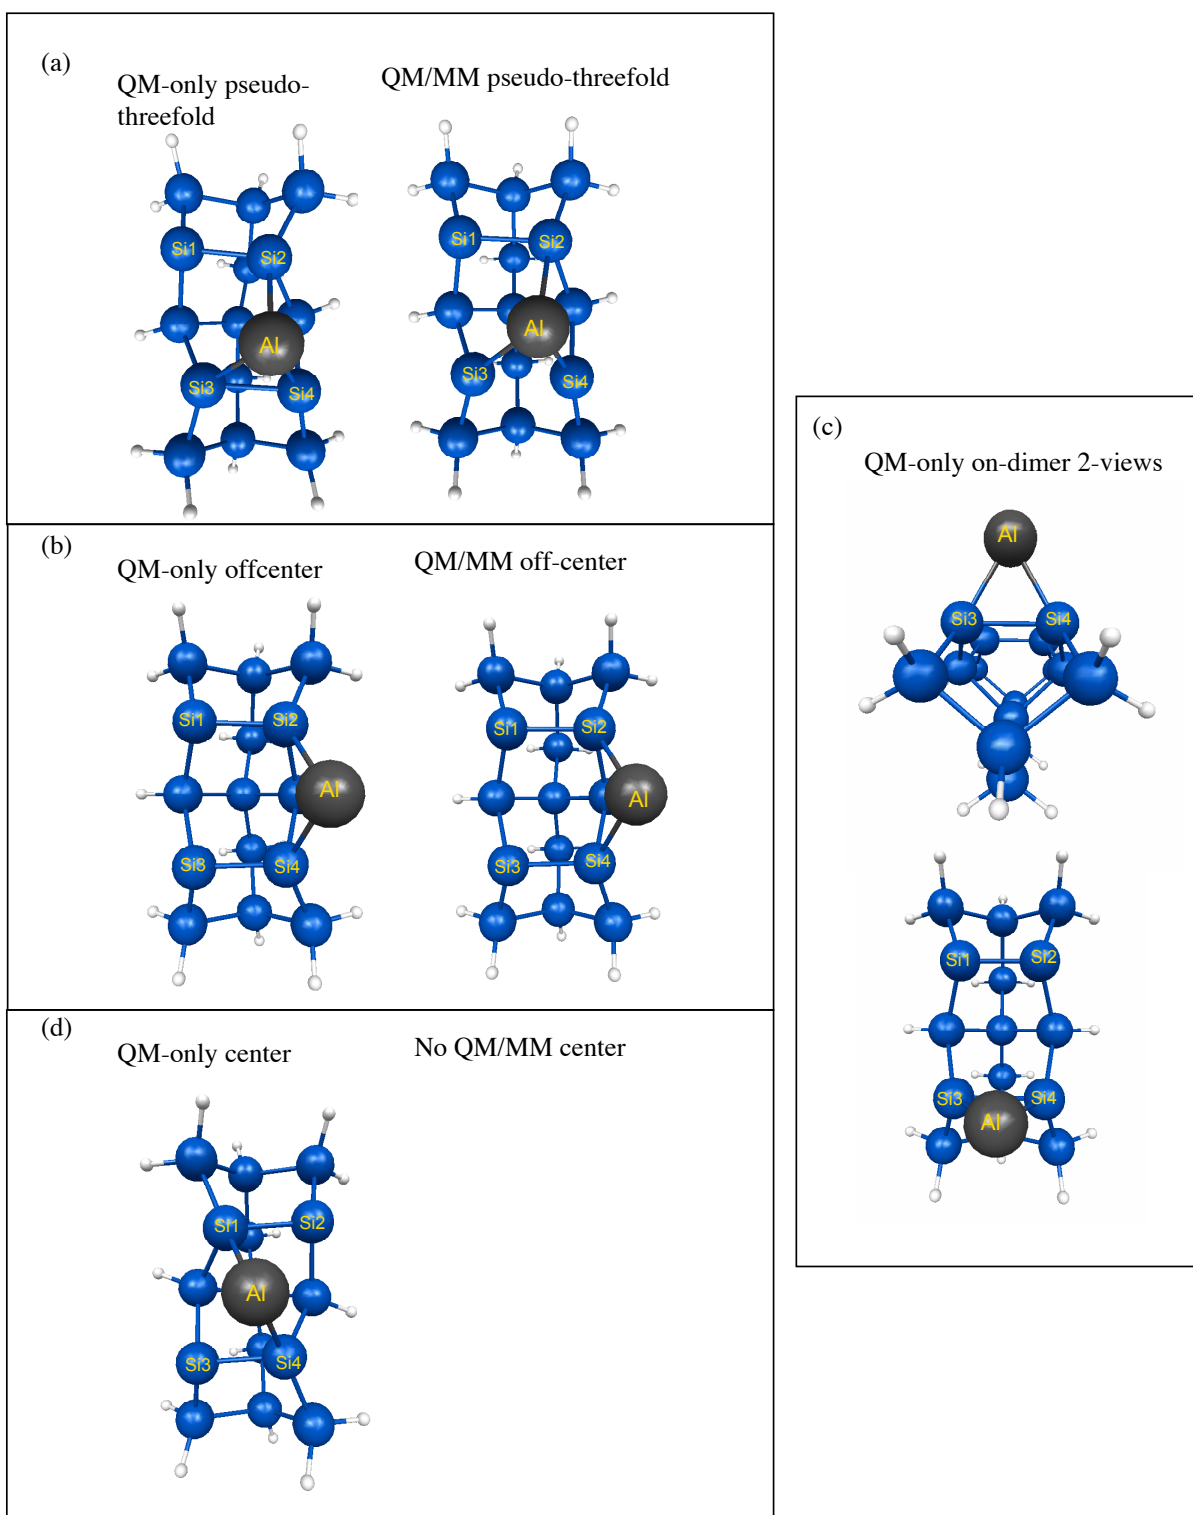 (a)
QM-only pseudo-
threefold
QM/MM pseudo-threefold
Si1
Si2
Al
Si3
Si4
Si1
Si2
Al
Si3
Si4
(b)
QM-only offcenter
QM/MM off-center
Si1
Si2
Al
Si3
Si4
Si1
Si2
Al
Si3
Si4
(c)
QM-only on-dimer 2-views
Al
Si3
Si4
Si1
Si2
Si3
Si4
Al
(d)
QM-only center
No QM/MM center
Si1
Si2
Al
Si3
Si4